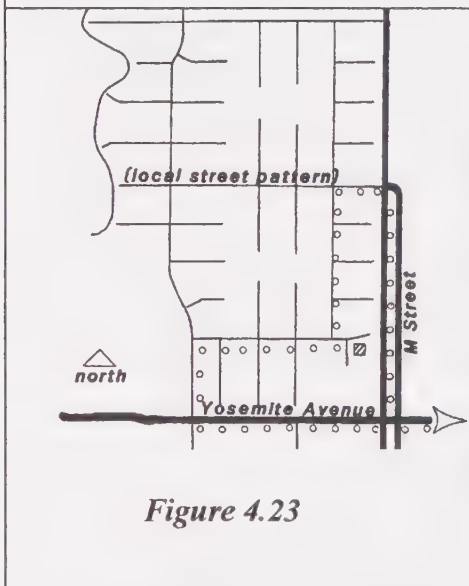 (local street pattern)
M Street
north
Yosemite Avenue
Figure 4.23